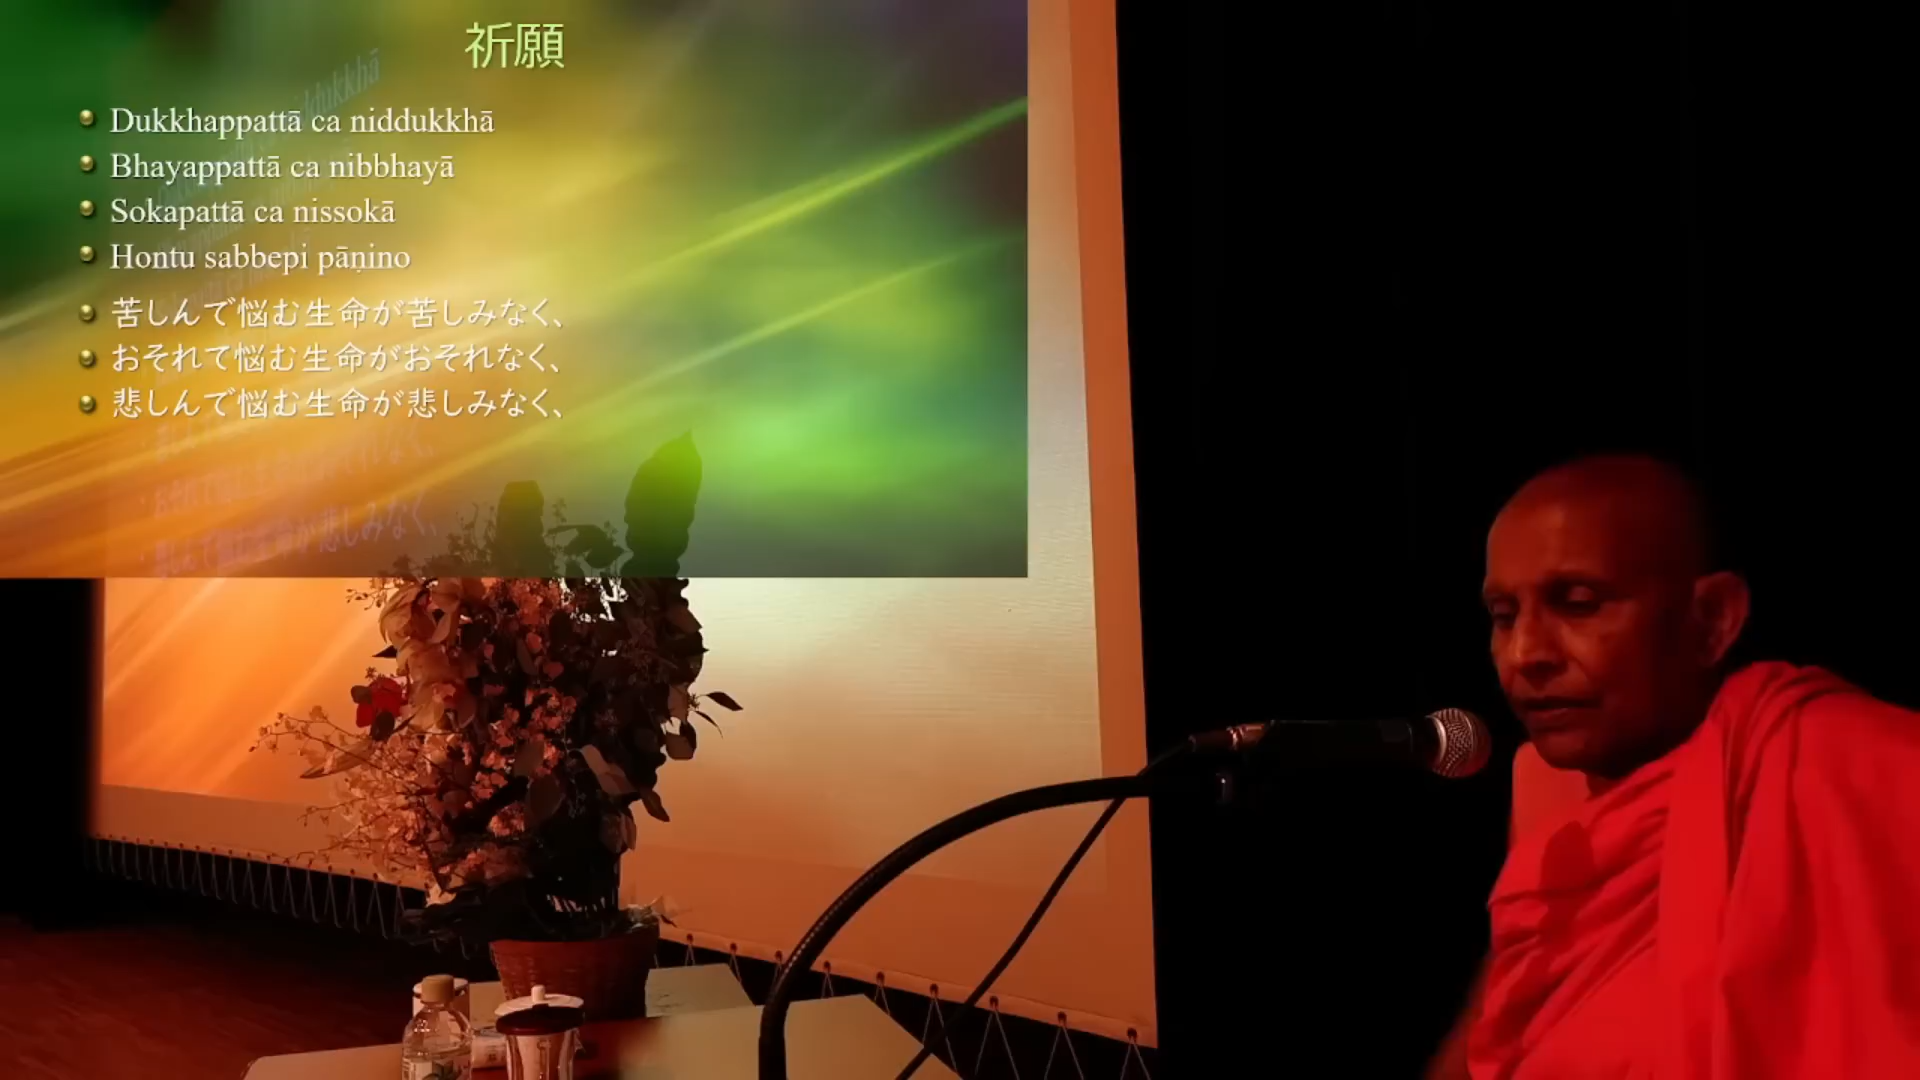 祈願
Dukkhappattā ca niddukkhā
Bhayappattā ca nibbhayā
Sokapattā ca nissokā
Hontu sabbepi pāṇino
苦しんで悩む生命が苦しみなく、
おそれて悩む生命がおそれなく、
悲しんで悩む生命が悲しみなく、